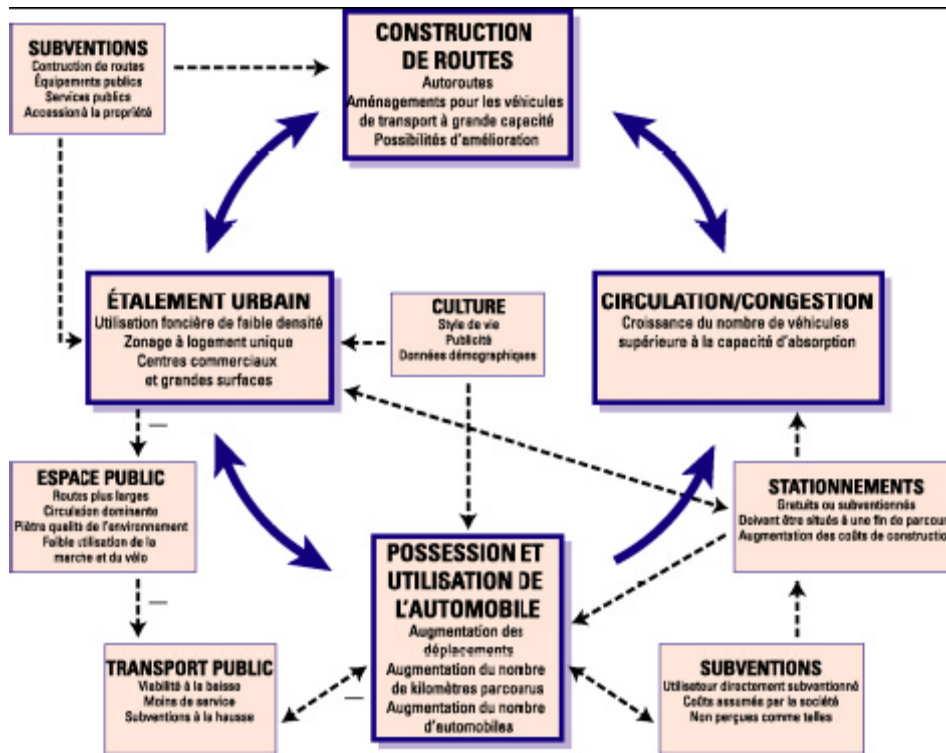 SUBVENTIONS
Contruction de routes
Équipements publics
Services publics
Accession à la propriété
CONSTRUCTION
DE ROUTES
Autoroutes
Aménagements pour les véhicules
de transport à grande capacité
Possibilités d'amélioration
ÉTALEMENT URBAIN
Utilisation foncière de faible densité
Zonage à logement unique
Centres commerciaux
et grandes surfaces
CULTURE
Style de vie
Publicité
Données démographiques
CIRCULATION/CONGESTION
Croissance du nombre de véhicules
supérieure à la capacité d'absorption
ESPACE PUBLIC
Routes plus larges
Circulation dominante
Piètre qualits de l'environnement
Faible utilisation de la
marche et du vélo
POSSESSION ET
UTILISATION DE
L'AUTOMOBILE
Augmentation des
déplacements
Augmentation du nombre
de kilomètres parcourus
Augmentation du nombre
d'automobiles
STATIONNEMENTS
Gratuits ou subventionnés
Doivent être situés à une fin de parcou
Augmentation des coûts de constructio
TRANSPORT PUBLIC
Viabilité à la baisse
Moins de service
Subventions à la hausse
SUBVENTIONS
Utilisateur directement subventionné
Coûts assumés par la société
Non perçues comme telles